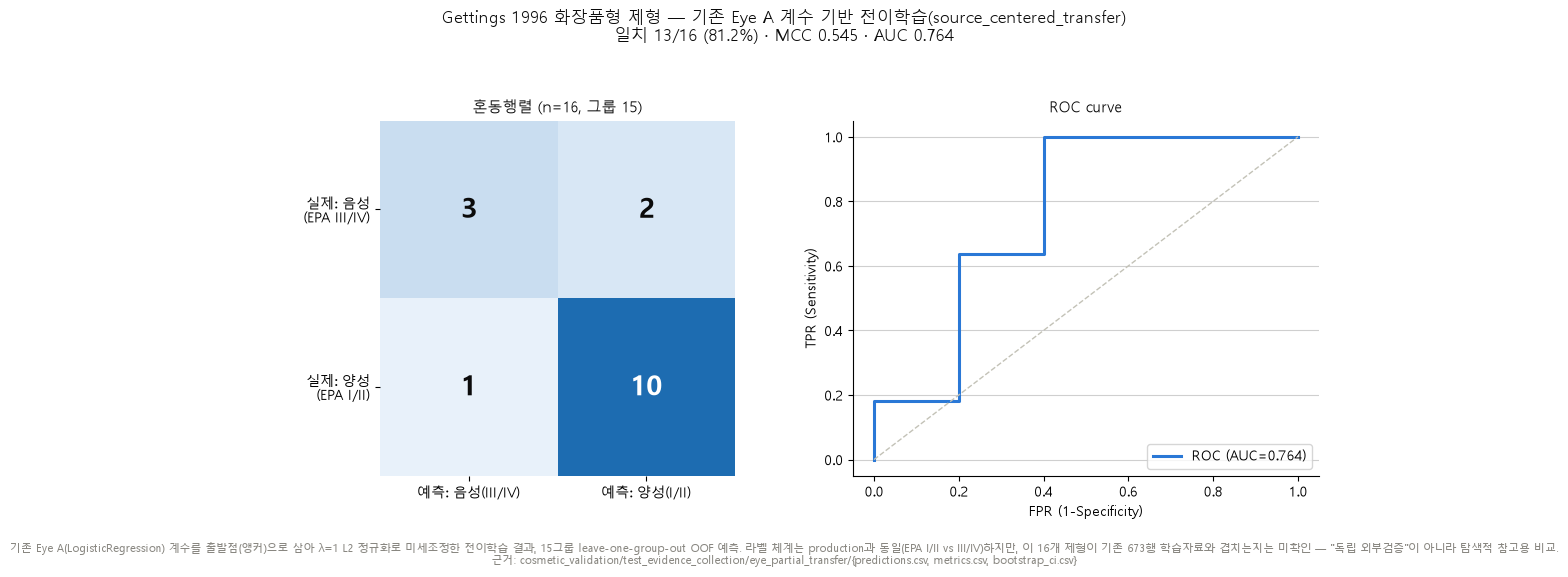 Gettings 1996 화장품형 제형 — 기존 Eye A 계수 기반 전이학습(source_centered_transfer)
일치 13/16 (81.2%) · MCC 0.545 · AUC 0.764
혼동행렬 (n=16, 그룹 15)
실제: 음성
(EPA III/IV)
3
2
실제: 양성
(EPA I/II)
1
10
예측: 음성(III/IV)
예측: 양성(I/II)
ROC curve
TPR (Sensitivity)
1.0
0.8
0.6
0.4
0.2
0.0
ROC (AUC=0.764)
0.0
0.2
0.4
0.6
0.8
1.0
FPR (1-Specificity)
기존 Eye A(LogisticRegression) 계수를 출발점(앵커)으로 삼아 λ=1 L2 정규화로 미세조정한 전이학습 결과, 15그룹 leave-one-group-out OOF 예측. 라벨 체계는 production과 동일(EPA I/II vs III/IV)하지만, 이 16개 제형이 기존 673행 학습자료와 겹치는지는 미확인 — "독립 외부검증"이 아니라 탐색적 참고용 비교.
근거: cosmetic_validation/test_evidence_collection/eye_partial_transfer/{predictions.csv, metrics.csv, bootstrap_ci.csv}